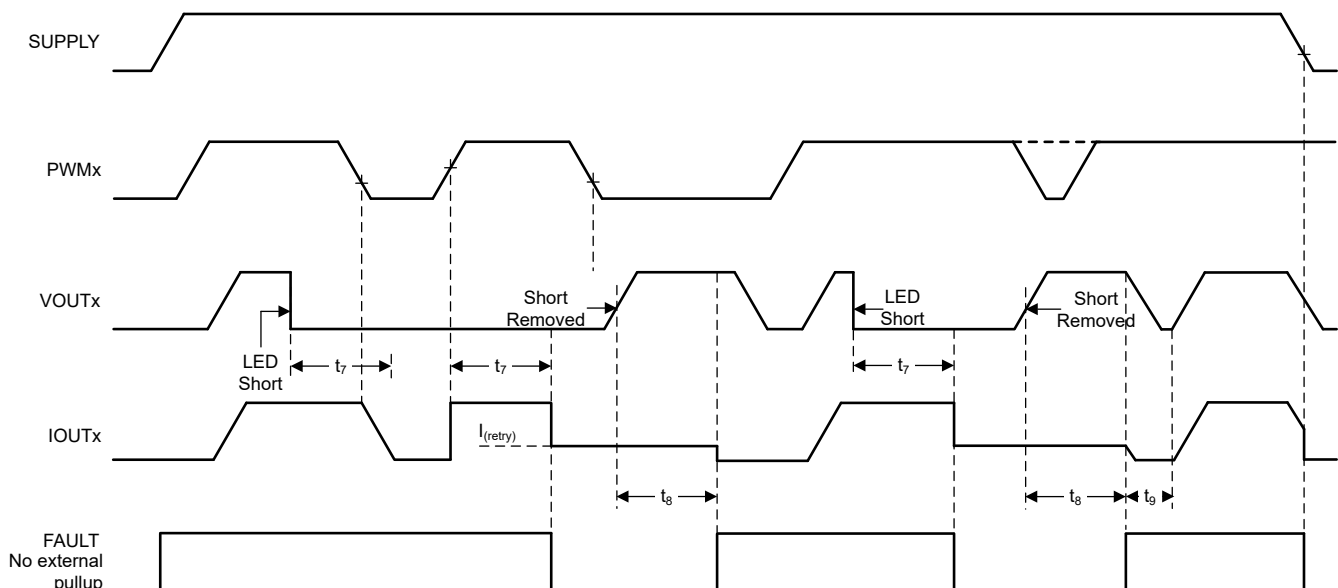 SUPPLY
PWMx
VOUTx
LED
Short
t7
t7
Short
Removed
LED
Short
t7
Short
Removed
IOUTx
I(retry)
t8
t8
t9
FAULT
No external
pullup